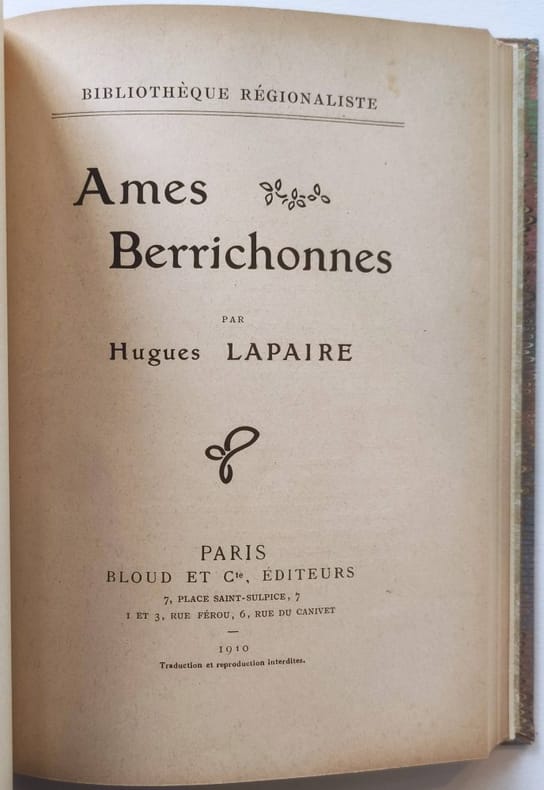 BIBLIOTHÈQUE RÉGIONALISTE
Ames
Berrichonnes
PAR
Hugues LAPAIRE
PARIS
BLOUD ET Cie, ÉDITEURS
7, PLACE SAINT-SULPICE, 7
1 ET 3, RUE FÉROU, 6, RUE DU CANIVET
1910
Traduction et reproduction interdites.